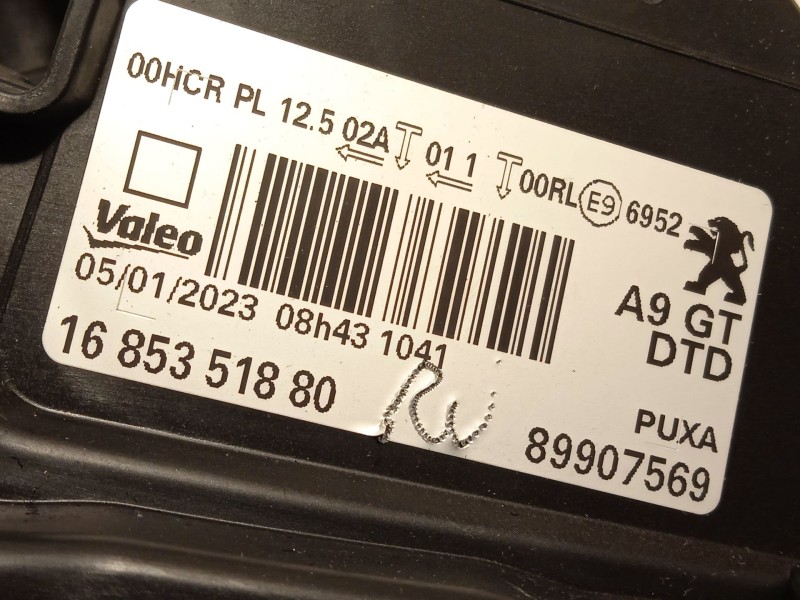 00HCR PL 12.5 02A 01 1 00RL E9 6952
Valeo
05/01/2023 08h43 1041
16 853 518 80
A9 GT
DTD
PUXA
89907569